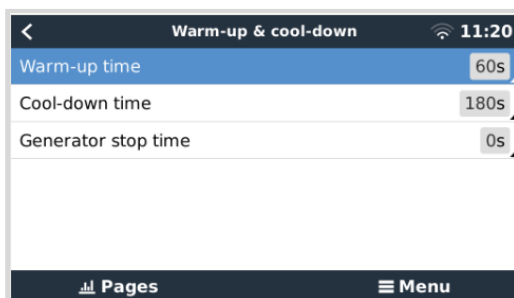 Warm-up & cool-down 11:20
Warm-up time 60s
Cool-down time 180s
Generator stop time 0s
Pages Menu